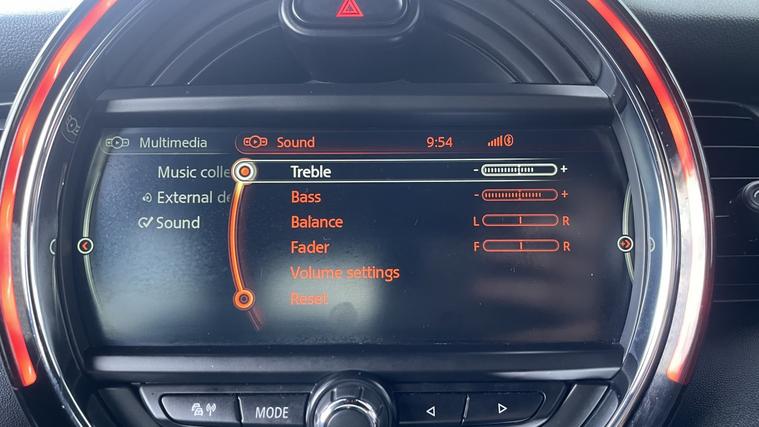 Multimedia Sound 9:54
Music colle Treble - +
External de Bass - +
Sound Balance L R
Fader F R
Volume settings
Reset
MODE